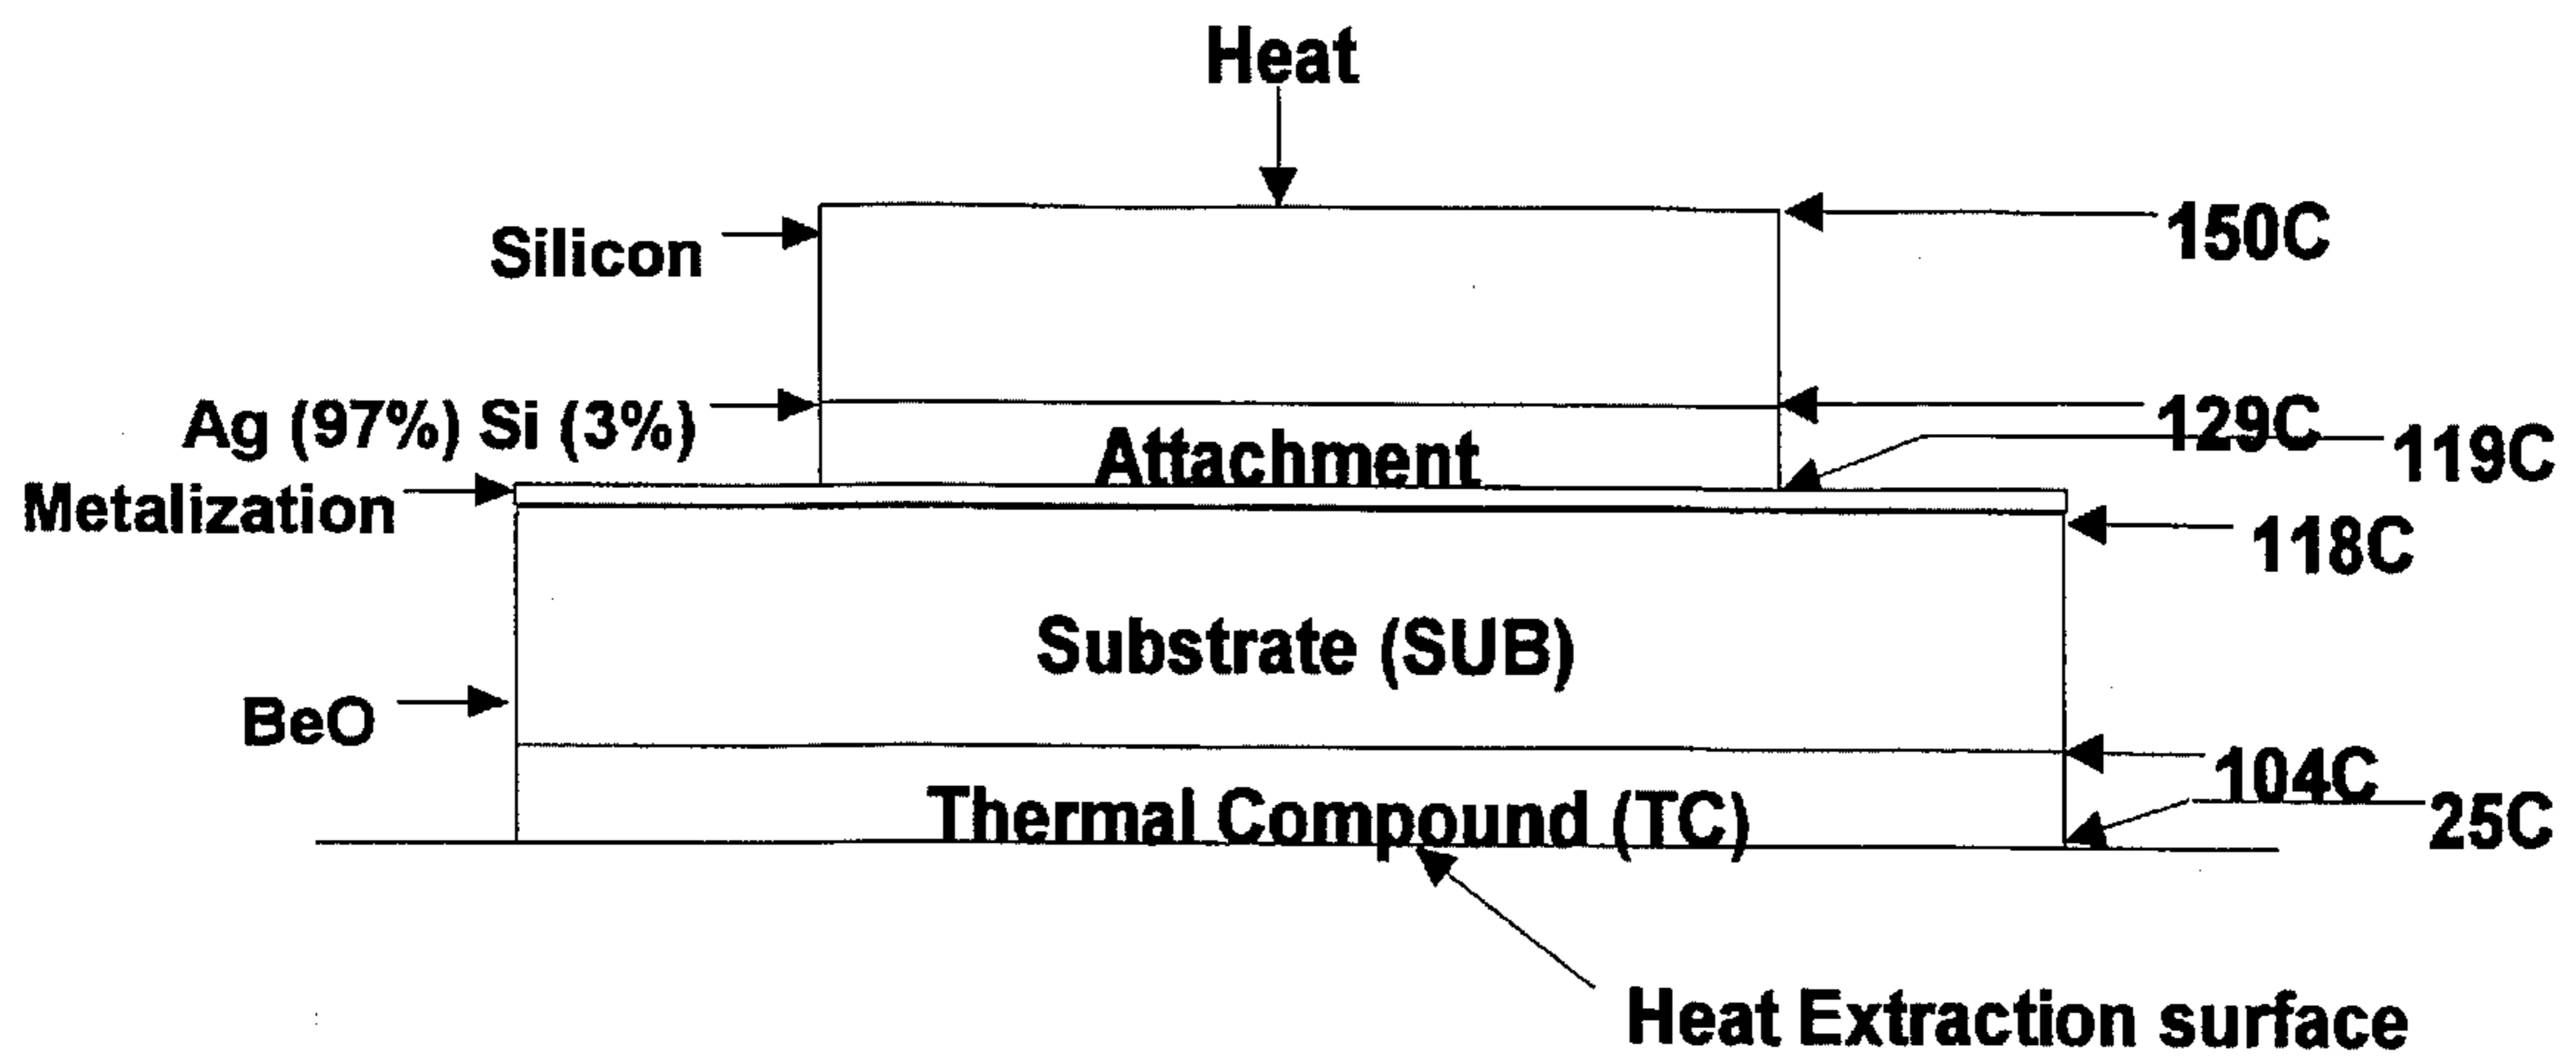 Heat
Silicon
150C
Ag (97%) Si (3%)
129C
Attachment
119C
Metalization
118C
Substrate (SUB)
BeO
104C
Thermal Compound (TC)
25C
Heat Extraction surface